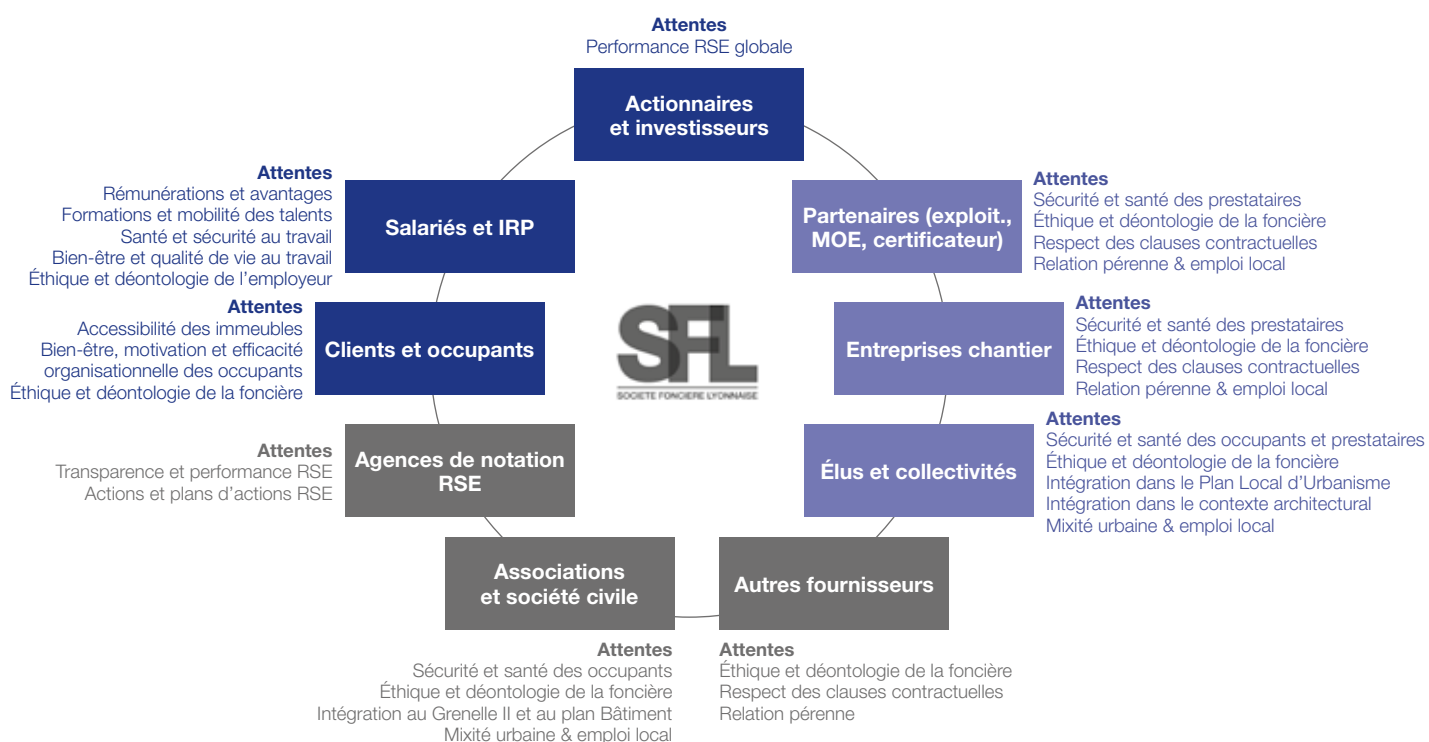 Attentes
Performance RSE globale
Actionnaires
et investisseurs
Attentes
Rémunérations et avantages
Formations et mobilité des talents
Santé et sécurité au travail
Bien-être et qualité de vie au travail
Éthique et déontologie de l'employeur
Salariés et IRP
Partenaires (exploit.,
MOE, certificateur)
Attentes
Sécurité et santé des prestataires
Éthique et déontologie de la foncière
Respect des clauses contractuelles
Relation pérenne & emploi local
Attentes
Accessibilité des immeubles
Bien-être, motivation et efficacité
organisationnelle des occupants
Éthique et déontologie de la foncière
Clients et occupants
SFL
SOCIETE FONCIERE LYONNAISE
Entreprises chantier
Attentes
Sécurité et santé des prestataires
Éthique et déontologie de la foncière
Respect des clauses contractuelles
Relation pérenne & emploi local
Attentes
Transparence et performance RSE
Actions et plans d'actions RSE
Agences de notation
RSE
Élus et collectivités
Attentes
Sécurité et santé des occupants et prestataires
Éthique et déontologie de la foncière
Intégration dans le Plan Local d'Urbanisme
Intégration dans le contexte architectural
Mixité urbaine & emploi local
Associations
et société civile
Autres fournisseurs
Attentes
Sécurité et santé des occupants
Éthique et déontologie de la foncière
Intégration au Grenelle II et au plan Bâtiment
Mixité urbaine & emploi local
Attentes
Éthique et déontologie de la foncière
Respect des clauses contractuelles
Relation pérenne